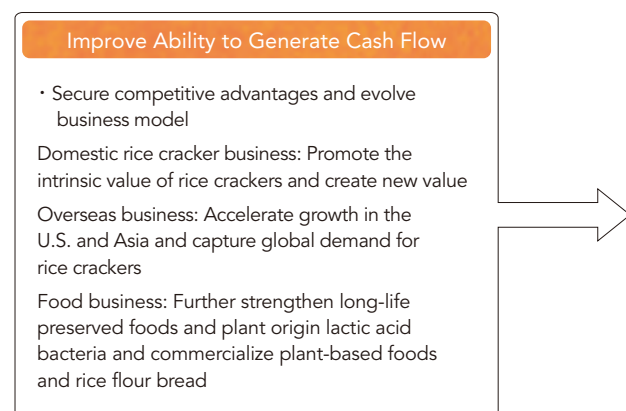 Improve Ability to Generate Cash Flow
・Secure competitive advantages and evolve
business model
Domestic rice cracker business: Promote the
intrinsic value of rice crackers and create new value
Overseas business: Accelerate growth in the
U.S. and Asia and capture global demand for
rice crackers
Food business: Further strengthen long-life
preserved foods and plant origin lactic acid
bacteria and commercialize plant-based foods
and rice flour bread